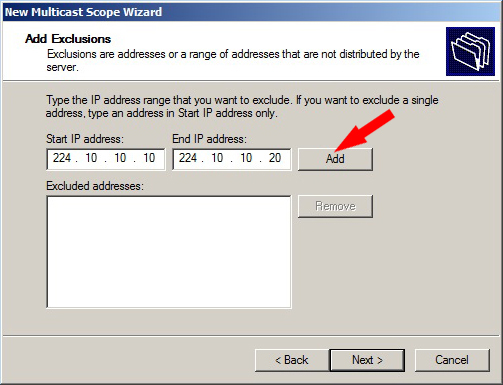 New Multicast Scope Wizard
Add Exclusions
Exclusions are addresses or a range of addresses that are not distributed by the
server.
Type the IP address range that you want to exclude. If you want to exclude a single
address, type an address in Start IP address only.
Start IP address: End IP address:
224 . 10 . 10 . 10 224 . 10 . 10 . 20 Add
Excluded addresses:
Remove
< Back Next > Cancel